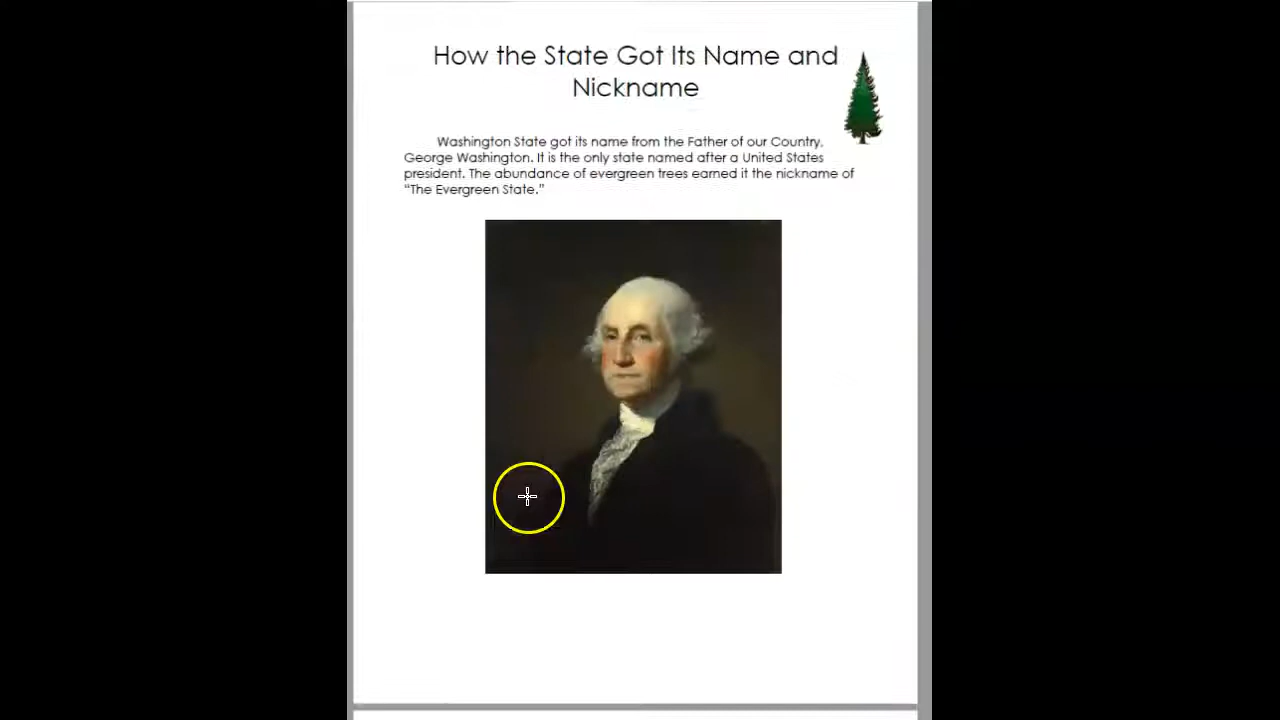 How the State Got Its Name and
Nickname
Washington State got its name from the Father of our Country,
George Washington. It is the only state named after a United States
president. The abundance of evergreen trees earned it the nickname of
“The Evergreen State.”